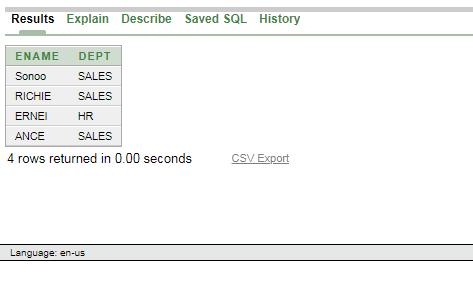 Results Explain Describe Saved SQL History
ENAME DEPT
Sonoo SALES
RICHIE SALES
ERNEI HR
ANCE SALES
4 rows returned in 0.00 seconds CSV Export
Language: en-us